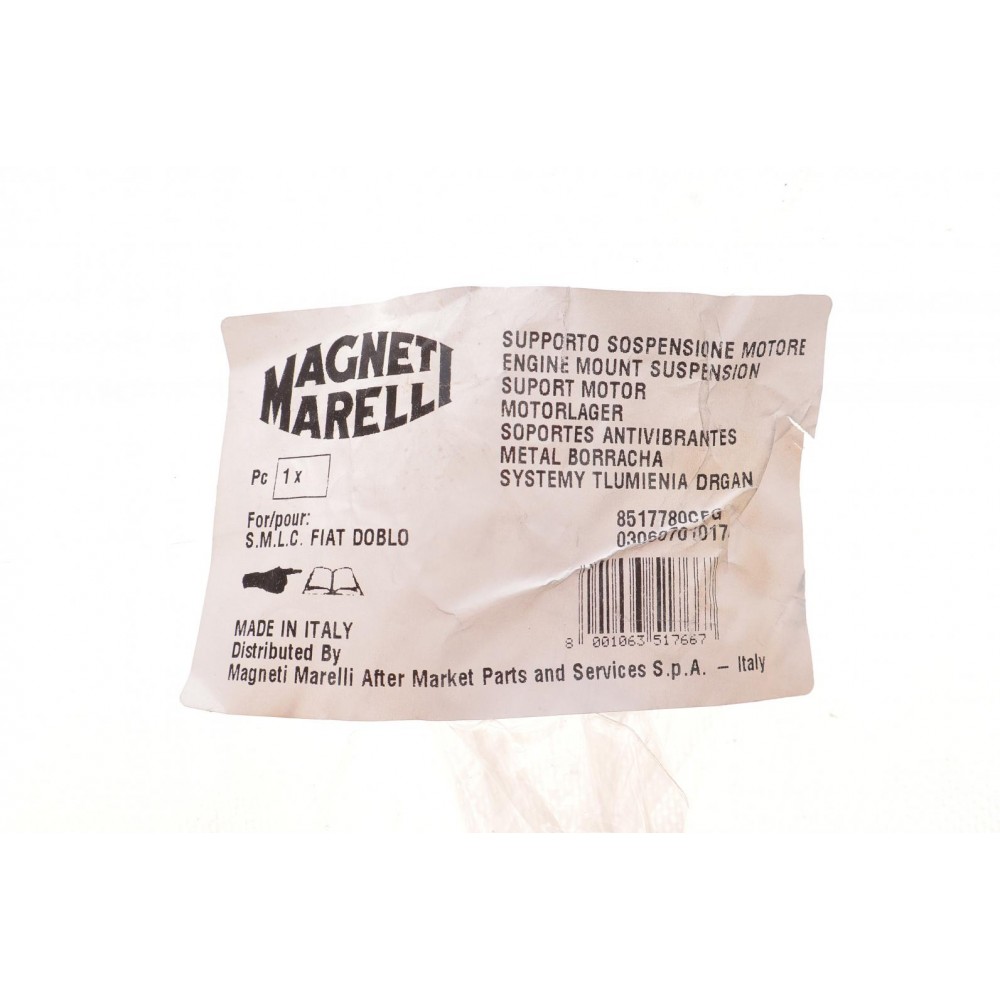 MAGNETI
MARELLI
Pc 1 x
For/pour:
S.M.L.C. FIAT DOBLO
MADE IN ITALY
Distributed By
Magneti Marelli After Market Parts and Services S.p.A. – Italy
SUPPORTO SOSPENSIONE MOTORE
ENGINE MOUNT SUSPENSION
SUPORT MOTOR
MOTORLAGER
SOPORTES ANTIVIBRANTES
METAL BORRACHA
SYSTEMY TLUMIENIA DRGAN
8 001063 517667